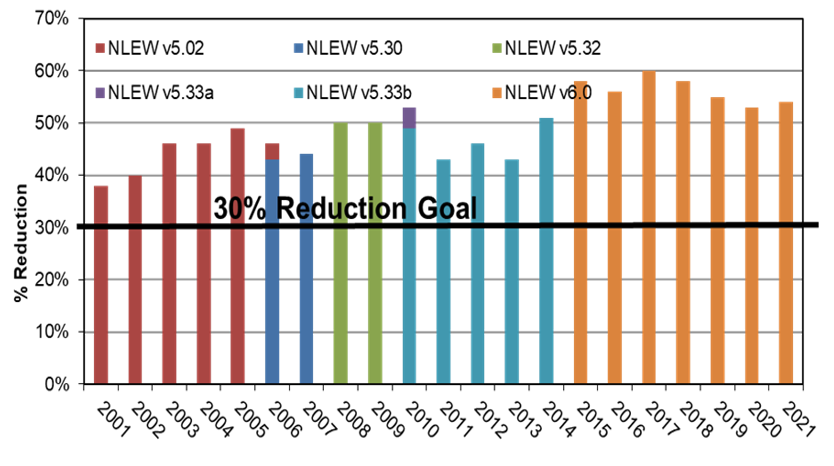 70%
NLEW v5.02 NLEW v5.30 NLEW v5.32
60%
NLEW v5.33a NLEW v5.33b NLEW v6.0
50%
40%
30% Reduction Goal
30%
20%
10%
0%
% Reduction
2001 2002 2003 2004 2005 2006 2007 2008 2009 2010 2011 2012 2013 2014 2015 2016 2017 2018 2019 2020 2021